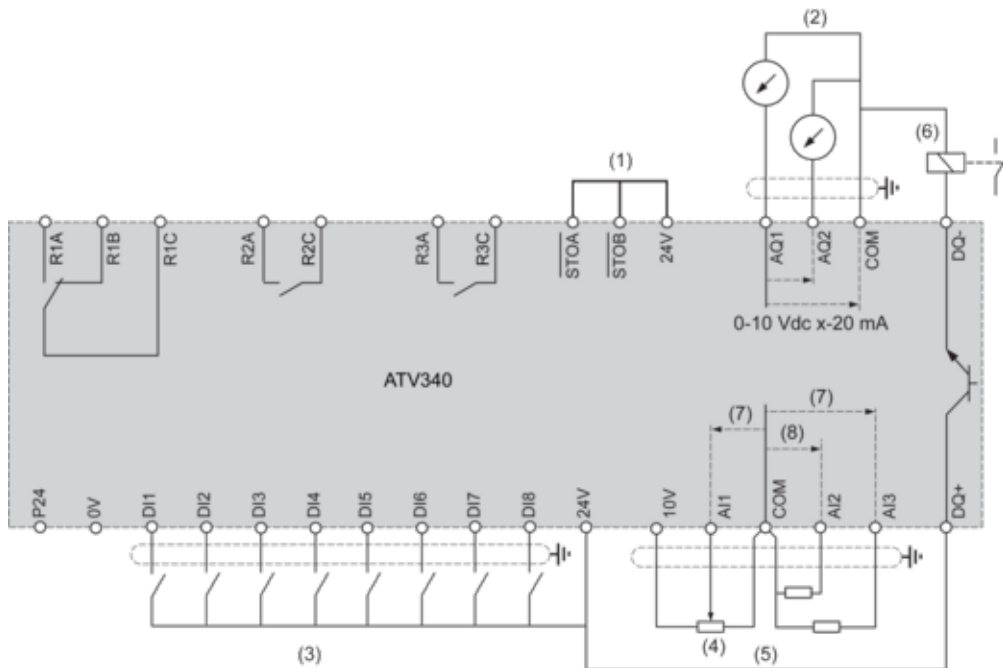 (2)
(6)
(1)
R1A
R1B
R1C
R2A
R2C
R3A
R3C
STOA
STOB
24V
AQ1
AQ2
COM
DQ-
0-10 Vdc x-20 mA
ATV340
(7)
(7)
(8)
P24
0V
DI1
DI2
DI3
DI4
DI5
DI6
DI7
DI8
24V
10V
AI1
COM
AI2
AI3
DQ+
(3)
(4)
(5)